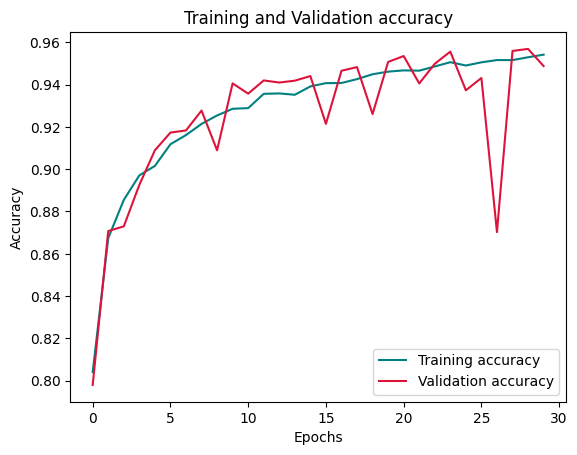 Training and Validation accuracy
0.96
0.94
0.92
0.90
0.88
0.86
0.84
0.82
0.80
Accuracy
Training accuracy
Validation accuracy
0 5 10 15 20 25 30
Epochs